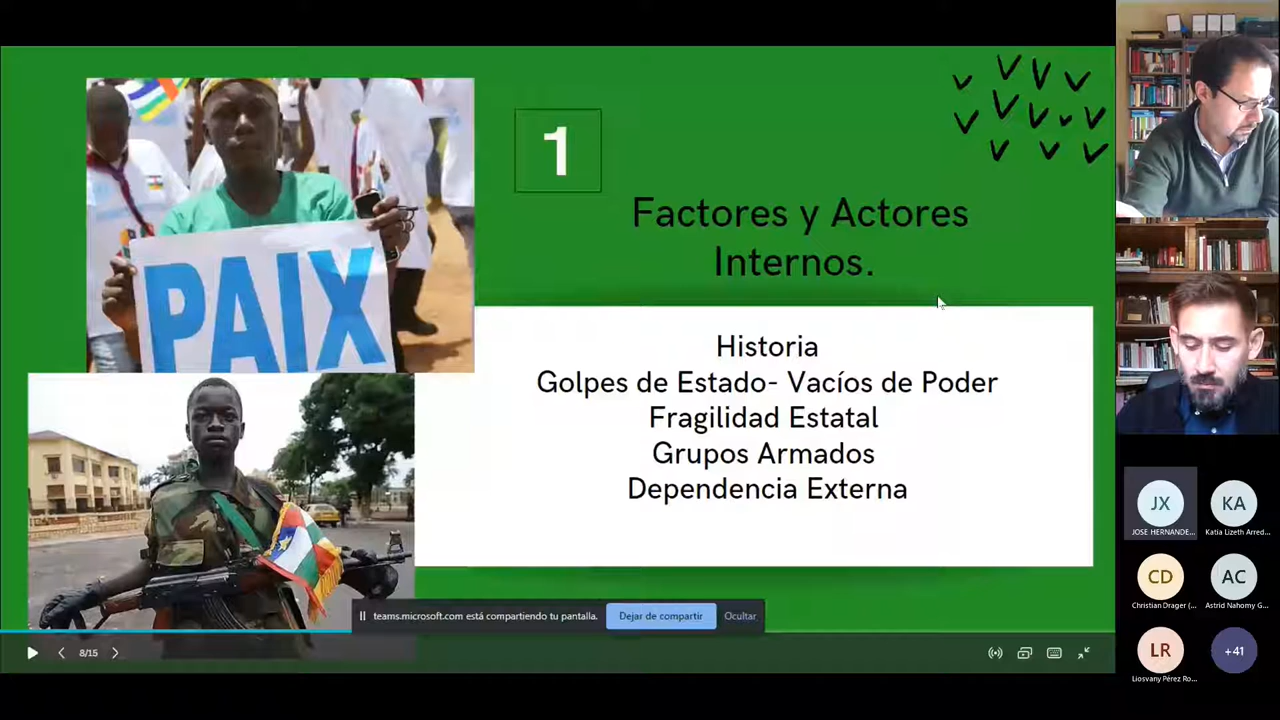 1
Factores y Actores
Internos.
PAIX
Historia
Golpes de Estado- Vacíos de Poder
Fragilidad Estatal
Grupos Armados
Dependencia Externa
teams.microsoft.com está compartiendo tu pantalla.
Dejar de compartir
Ocultar
8/15
JX
JOSE HERNANDE...
KA
Katia Lizeth Arred...
CD
Christian Drager (...
AC
Astrid Nahomy G...
LR
Liosvany Pérez Ro...
+41